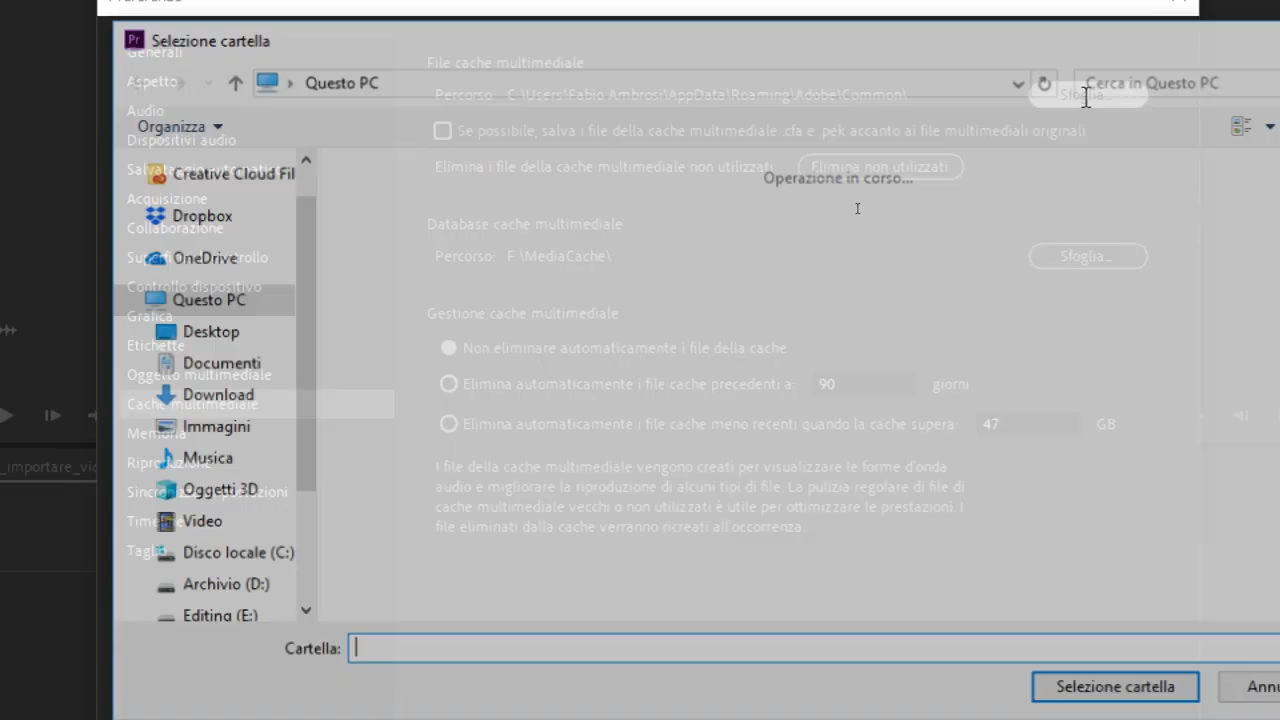 Pr Selezione cartella
Generali
File cache multimediale
Aspetto
Questo PC
Cerca in Questo PC
Percorso: C:\Users\Fabio Ambrosi\AppData\Roaming\Adobe\Common\
Sfoglia...
Audio
Organizza
Se possibile, salva i file della cache multimediale .cfa e .pek accanto ai file multimediali originali
Dispositivi audio
Elimina i file della cache multimediale non utilizzati:
Elimina non utilizzati
Creative Cloud Fil
Operazione in corso...
Acquisizione
Dropbox
Database cache multimediale
Collaborazione
Percorso: F:\MediaCache\
Sfoglia...
OneDrive
Controllo dispositivo
Questo PC
Gestione cache multimediale
Grafica
Desktop
Etichette
Non eliminare automaticamente i file della cache
Documenti
Oggetto multimediale
Elimina automaticamente i file cache precedenti a: 90 giorni
Download
Cache multimediale
Immagini
Elimina automaticamente i file cache meno recenti quando la cache supera: 47 GB
Memoria
Musica
Riproduzione
_importare_vid
I file della cache multimediale vengono creati per visualizzare le forme d'onda
audio e migliorare la riproduzione di alcuni tipi di file. La pulizia regolare di file di
cache multimediale vecchi o non utilizzati è utile per ottimizzare le prestazioni. I
file eliminati dalla cache verranno ricreati all'occorrenza.
Oggetti 3D
Video
Disco locale (C:)
Archivio (D:)
Editing (E:)
Cartella:
Selezione cartella
Annu